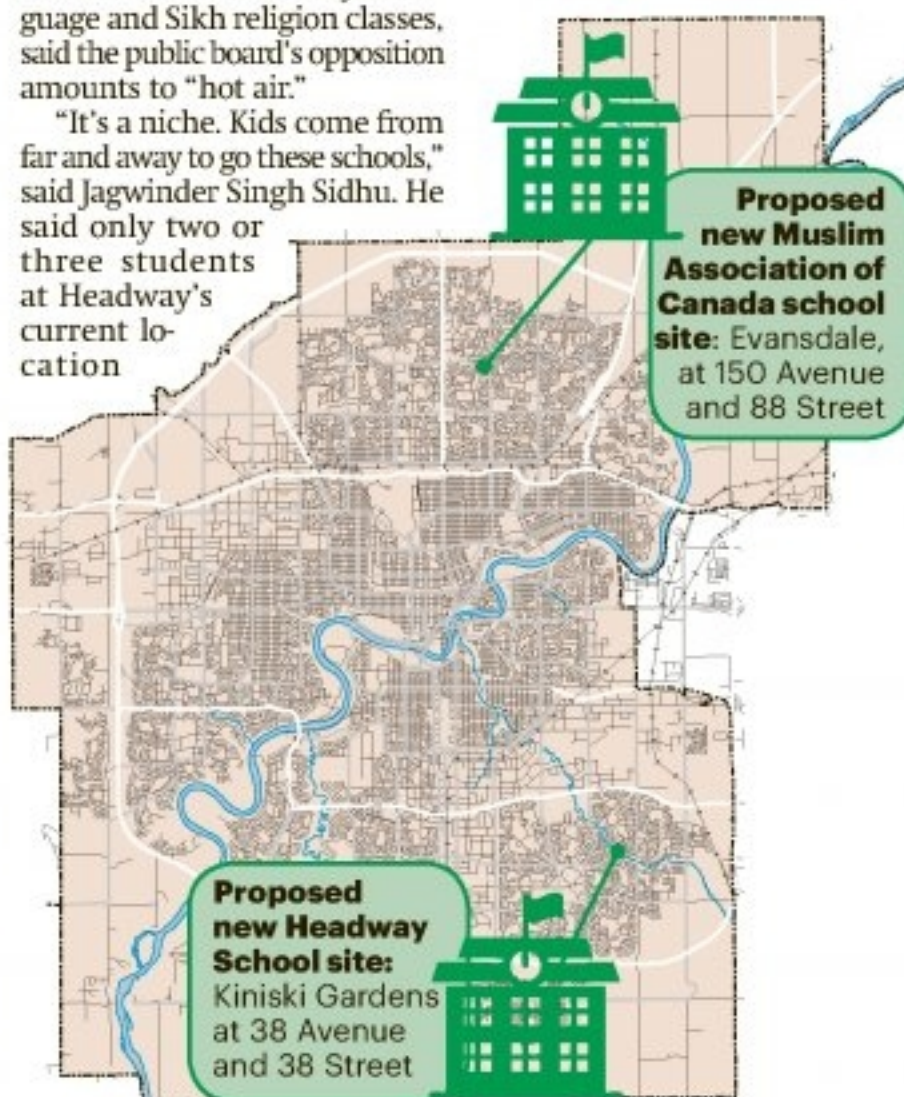 guage and Sikh religion classes,
said the public board's opposition
amounts to “hot air.”
“It's a niche. Kids come from
far and away to go these schools,”
said Jagwinder Singh Sidhu. He
said only two or
three students
at Headway's
current lo-
cation
Proposed
new Muslim
Association of
Canada school
site: Evansdale,
at 150 Avenue
and 88 Street
Proposed
new Headway
School site:
Kiniski Gardens
at 38 Avenue
and 38 Street